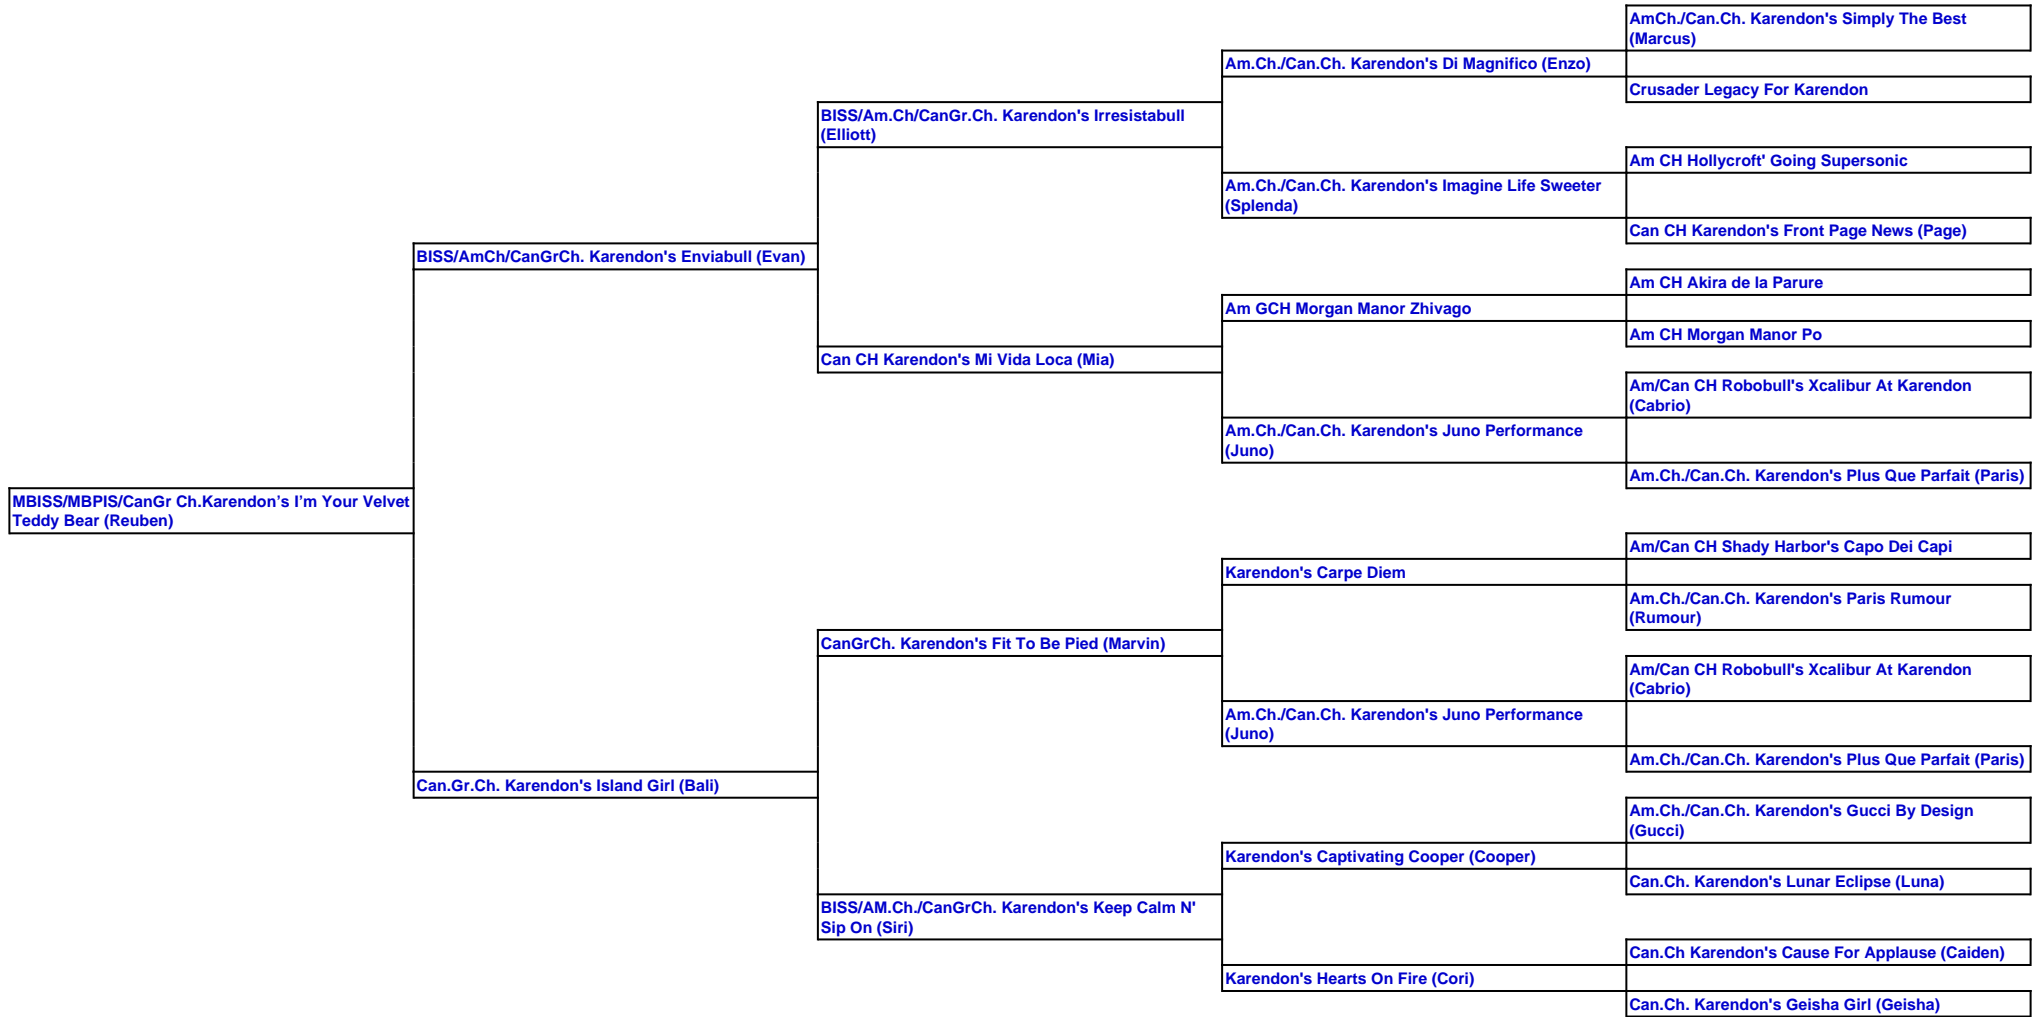 AmCh./Can.Ch. Karendon's Simply The Best
(Marcus)
Am.Ch./Can.Ch. Karendon's Di Magnifico (Enzo)
Crusader Legacy For Karendon
BISS/Am.Ch/CanGr.Ch. Karendon's Irresistabull
(Elliott)
Am CH Hollycroft' Going Supersonic
Am.Ch./Can.Ch. Karendon's Imagine Life Sweeter
(Splenda)
Can CH Karendon's Front Page News (Page)
BISS/AmCh/CanGrCh. Karendon's Enviabull (Evan)
Am CH Akira de la Parure
Am GCH Morgan Manor Zhivago
Am CH Morgan Manor Po
Can CH Karendon's Mi Vida Loca (Mia)
Am/Can CH Robobull's Xcalibur At Karendon
(Cabrio)
Am.Ch./Can.Ch. Karendon's Juno Performance
(Juno)
Am.Ch./Can.Ch. Karendon's Plus Que Parfait (Paris)
MBISS/MBPIS/CanGr Ch.Karendon’s I’m Your Velvet
Teddy Bear (Reuben)
Am/Can CH Shady Harbor's Capo Dei Capi
Karendon's Carpe Diem
Am.Ch./Can.Ch. Karendon's Paris Rumour
(Rumour)
CanGrCh. Karendon's Fit To Be Pied (Marvin)
Am/Can CH Robobull's Xcalibur At Karendon
(Cabrio)
Am.Ch./Can.Ch. Karendon's Juno Performance
(Juno)
Am.Ch./Can.Ch. Karendon's Plus Que Parfait (Paris)
Can.Gr.Ch. Karendon's Island Girl (Bali)
Am.Ch./Can.Ch. Karendon's Gucci By Design
(Gucci)
Karendon's Captivating Cooper (Cooper)
Can.Ch. Karendon's Lunar Eclipse (Luna)
BISS/AM.Ch./CanGrCh. Karendon's Keep Calm N'
Sip On (Siri)
Can.Ch Karendon's Cause For Applause (Caiden)
Karendon's Hearts On Fire (Cori)
Can.Ch. Karendon's Geisha Girl (Geisha)